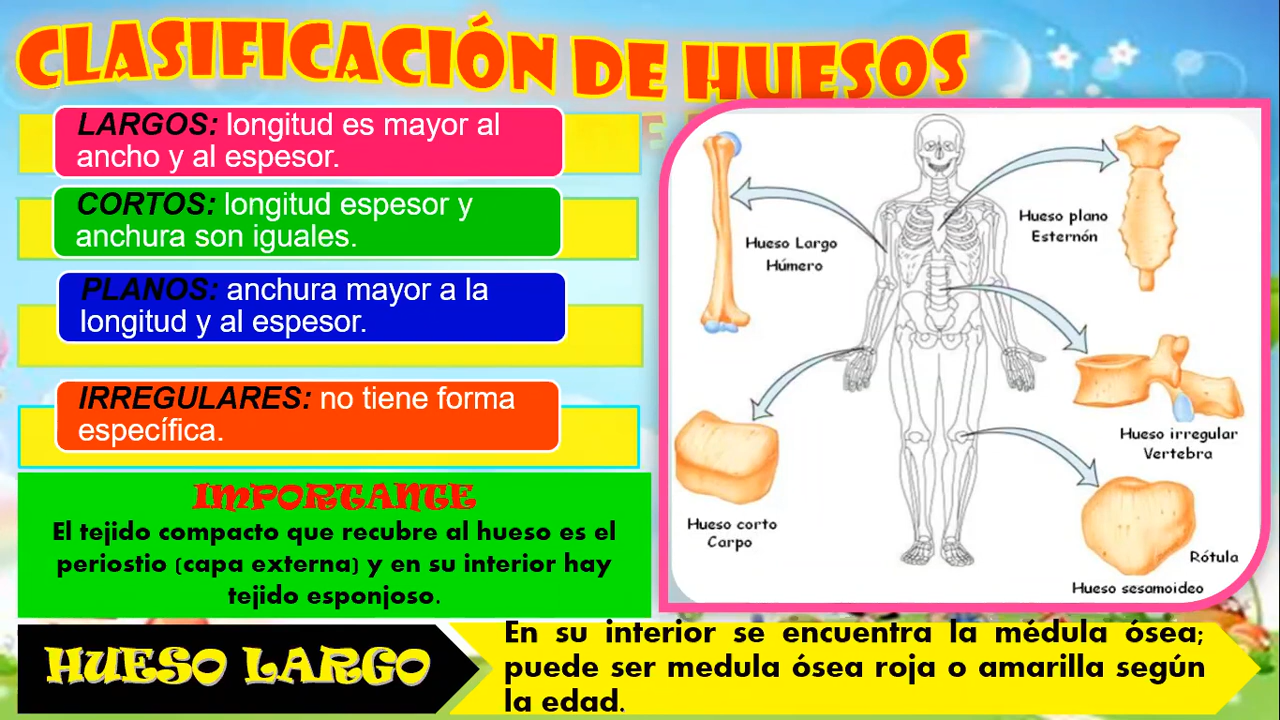 CLASIFICACIÓN DE HUESOS
LARGOS: longitud es mayor al
ancho y al espesor.
CORTOS: longitud espesor y
anchura son iguales.
PLANOS: anchura mayor a la
longitud y al espesor.
IRREGULARES: no tiene forma
específica.
IMPORTANTE
El tejido compacto que recubre al hueso es el
periostio (capa externa) y en su interior hay
tejido esponjoso.
HUESO LARGO
En su interior se encuentra la médula ósea;
puede ser medula ósea roja o amarilla según
la edad.
Hueso Largo
Húmero
Hueso plano
Esternón
Hueso irregular
Vertebra
Hueso corto
Carpo
Rótula
Hueso sesamoideo